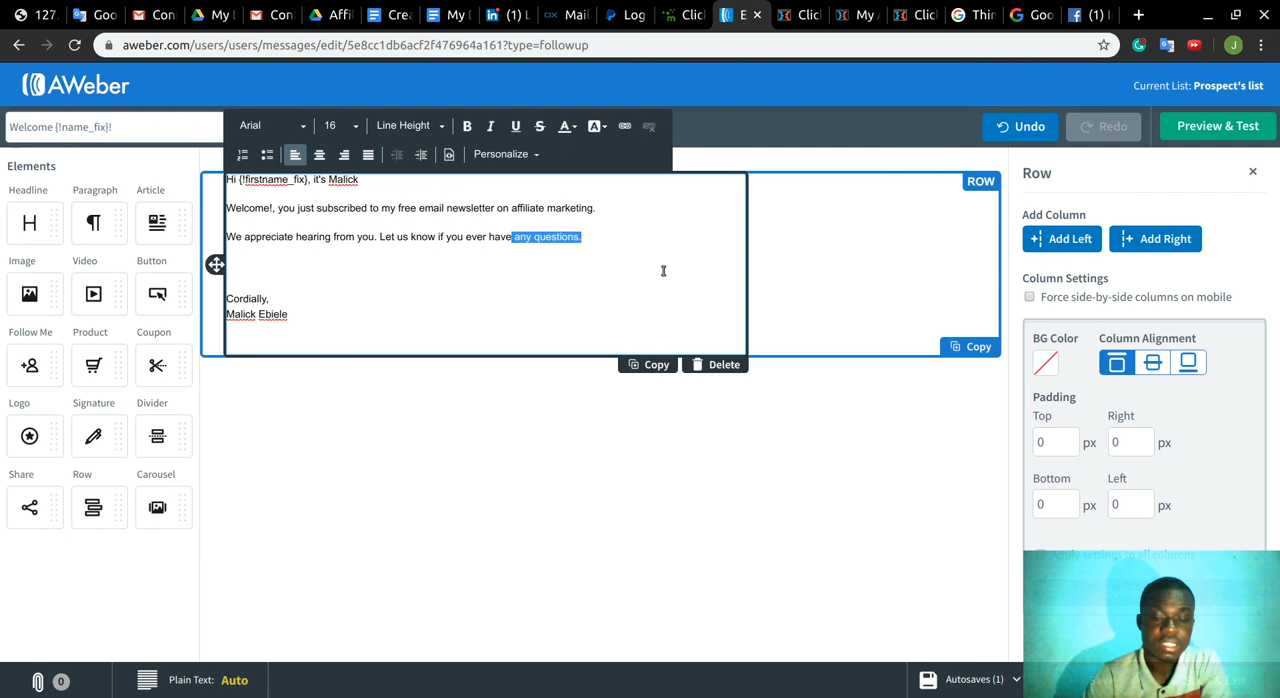 127.
Goo
Con
My D
Con
Affil
Crea
My D
(1) L
Mail
Log
Clic
E
Clic
My A
Clic
Thin
Goo
(1) I
aweber.com/users/users/messages/edit/5e8cc1db6acf2f476964a161?type=followup
J
AWeber
Current List: Prospect's list
Welcome {!name_fix}!
Arial
16
Line Height
B I U S A A
Personalize
Undo
Redo
Preview & Test
Elements
Headline
Paragraph
Article
H
Image
Video
Button
Follow Me
Product
Coupon
Logo
Signature
Divider
Share
Row
Carousel
Hi {!firstname_fix}, it's Malick
Welcome!, you just subscribed to my free email newsletter on affiliate marketing.
We appreciate hearing from you. Let us know if you ever have any questions.
Cordially,
Malick Ebiele
ROW
Copy
Copy
Delete
Row
Add Column
Add Left
Add Right
Column Settings
Force side-by-side columns on mobile
BG Color
Column Alignment
Padding
Top
Right
0 px
0 px
Bottom
Left
0 px
0 px
Apply settings to all columns
0
Plain Text: Auto
Autosaves (1)